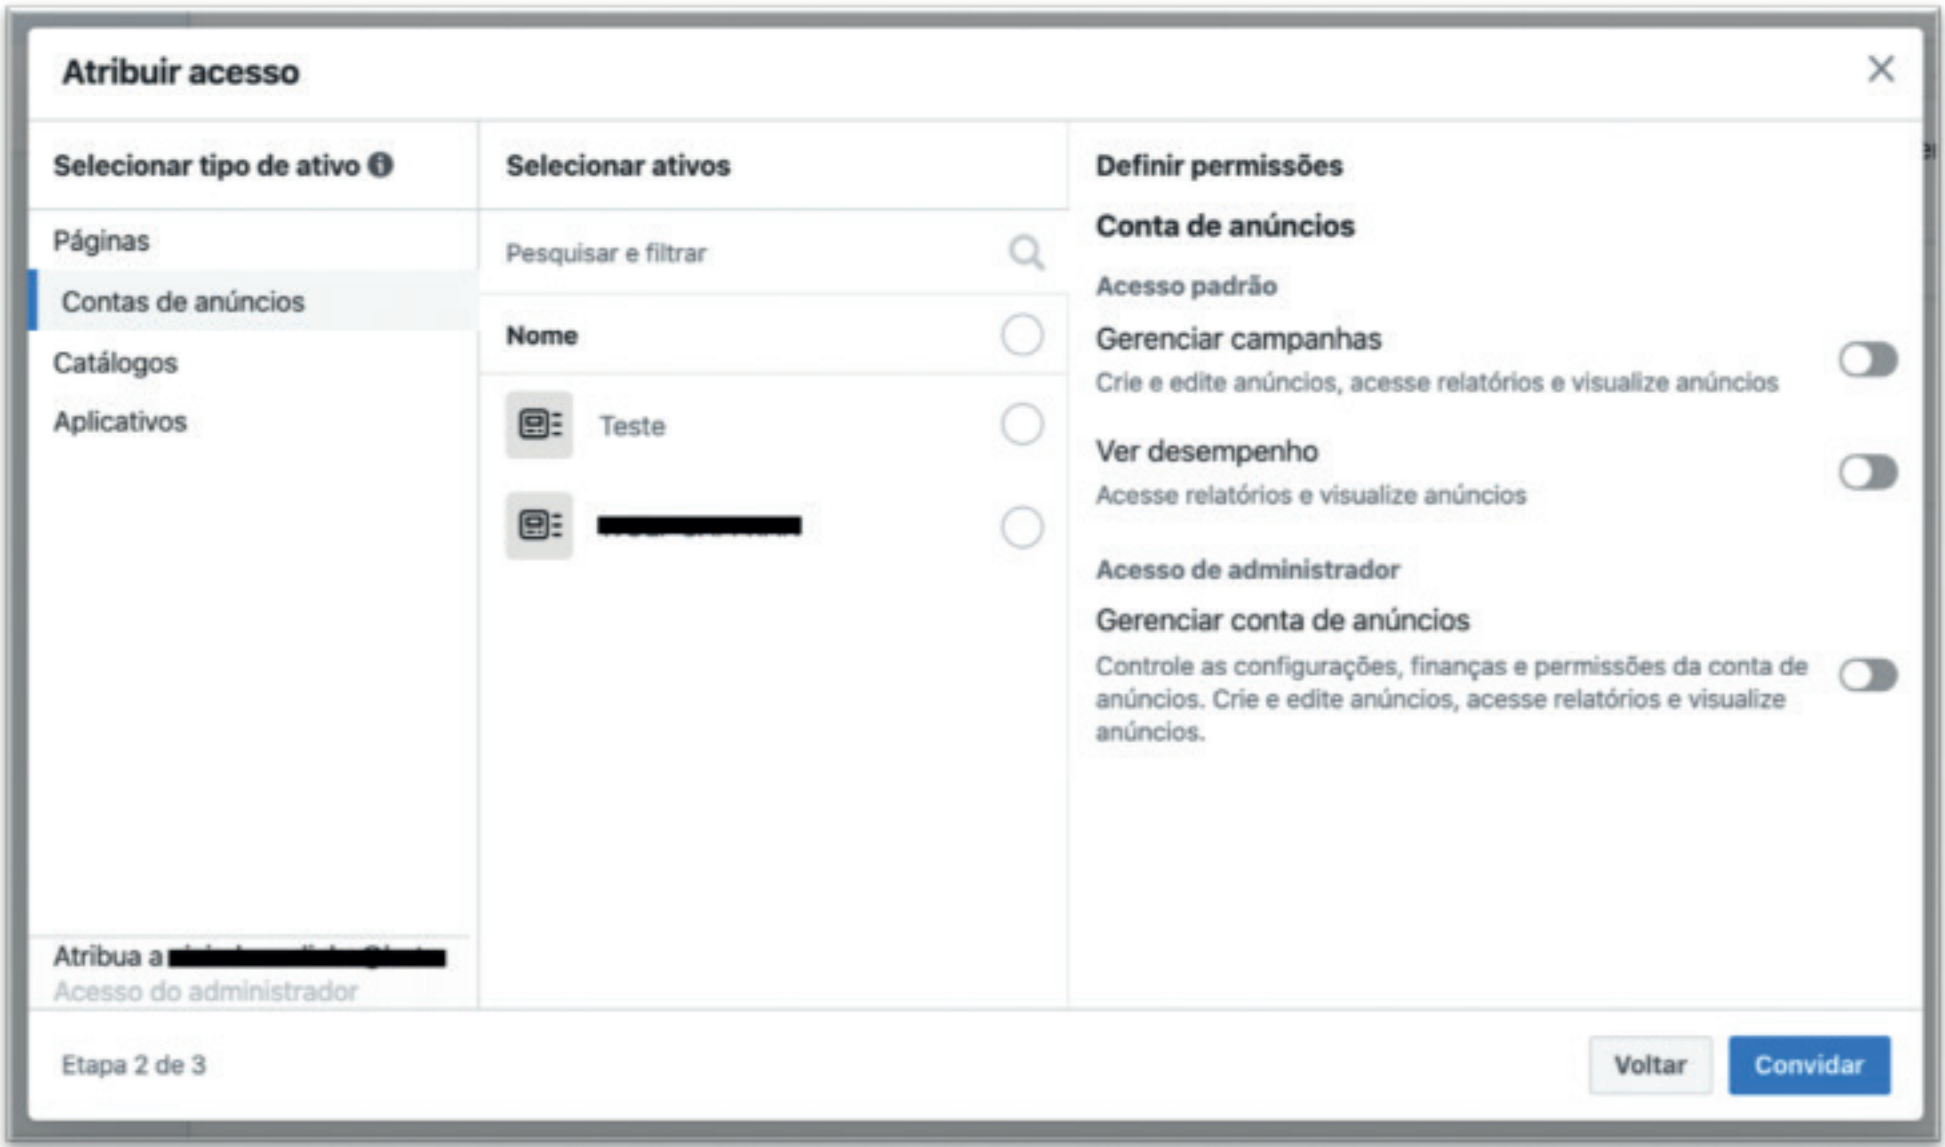 Atribuir acesso
Selecionar tipo de ativo
Páginas
Contas de anúncios
Catálogos
Aplicativos
Atribua a
Acesso do administrador
Selecionar ativos
Pesquisar e filtrar
Nome
Teste
Definir permissões
Conta de anúncios
Acesso padrão
Gerenciar campanhas
Crie e edite anúncios, acesse relatórios e visualize anúncios
Ver desempenho
Acesse relatórios e visualize anúncios
Acesso de administrador
Gerenciar conta de anúncios
Controle as configurações, finanças e permissões da conta de
anúncios. Crie e edite anúncios, acesse relatórios e visualize
anúncios.
Etapa 2 de 3
Voltar
Convidar